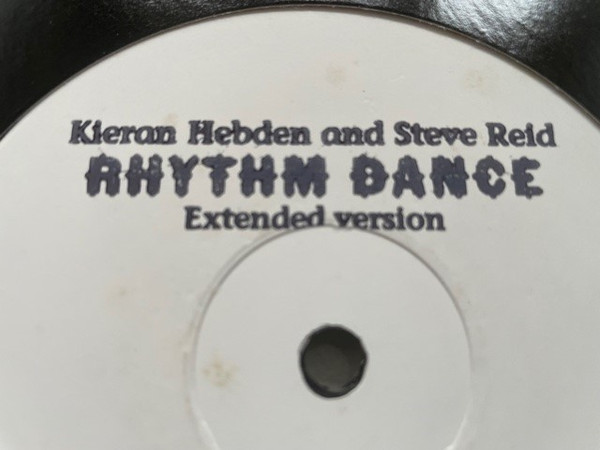 Kieran Hebden and Steve Reid
RHYTHM DANCE
Extended version